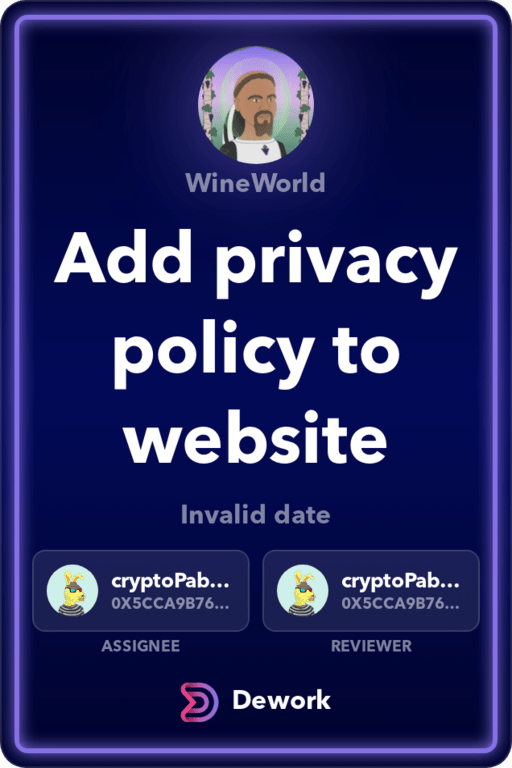 WineWorld
Add privacy
policy to
website
Invalid date
cryptoPab...
0X5CCA9B76...
ASSIGNEE
cryptoPab...
0X5CCA9B76...
REVIEWER
Dework